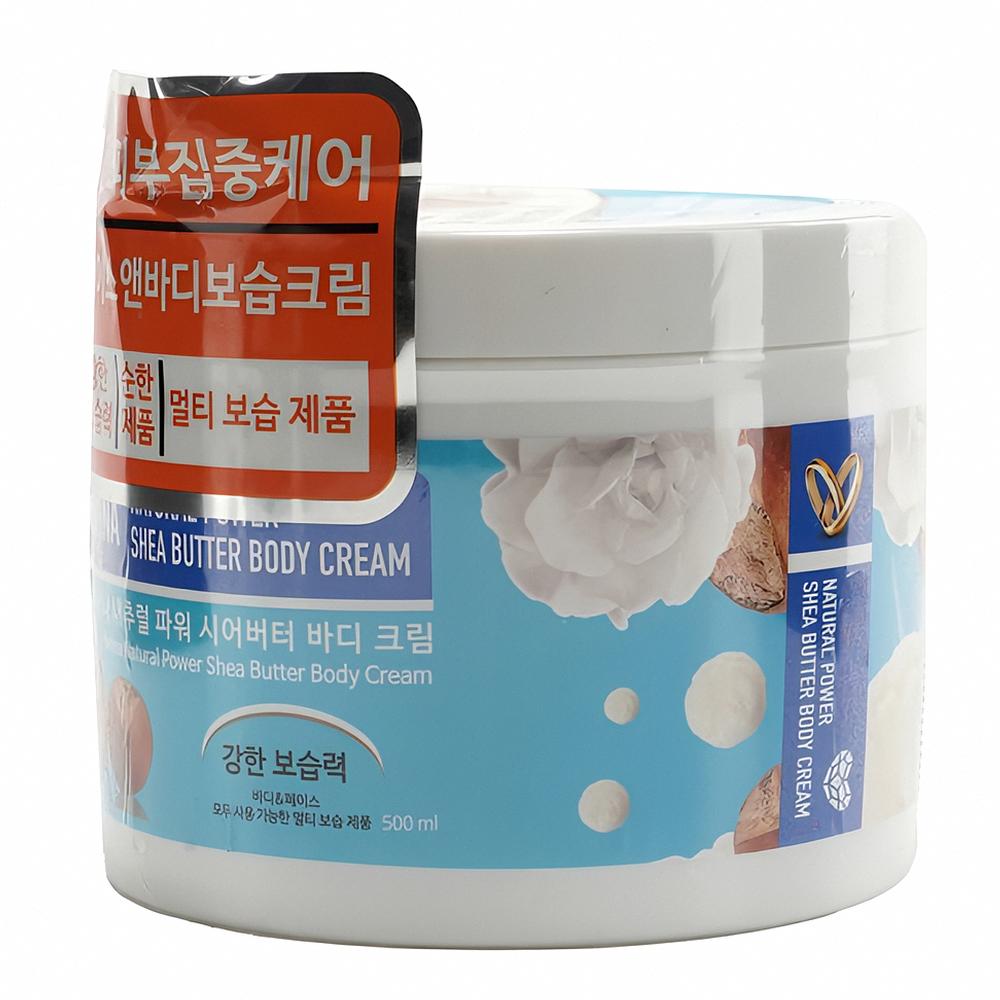 피부집중케어
앤바디보습크림
순한
제품
멀티 보습 제품
NATURAL POWER
SHEA BUTTER BODY CREAM
추럴 파워 시어버터 바디 크림
Natural Power Shea Butter Body Cream
강한 보습력
바디&페이스
모두 사용 가능한 멀티 보습 제품 500 ml
NATURAL POWER
SHEA BUTTER BODY CREAM